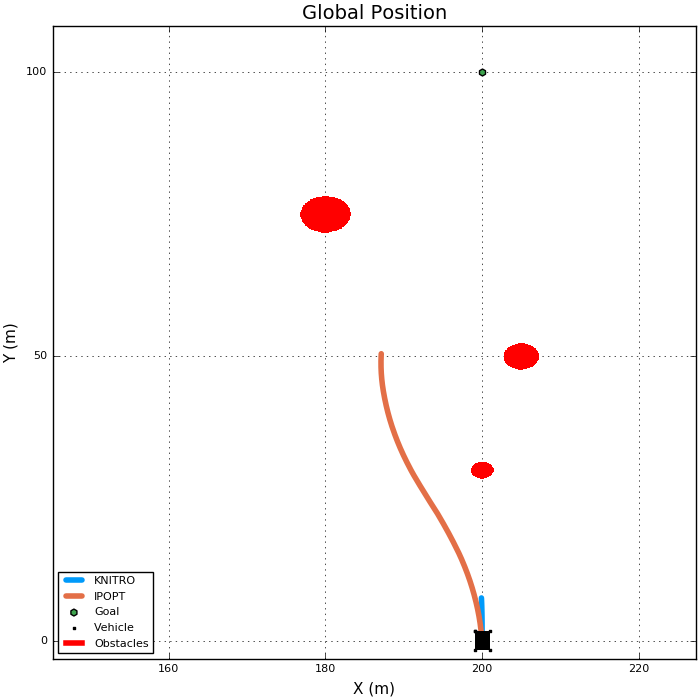 Global Position
100
50
0
Y (m)
KNITRO
IPOPT
Goal
Vehicle
Obstacles
160
180
200
220
X (m)